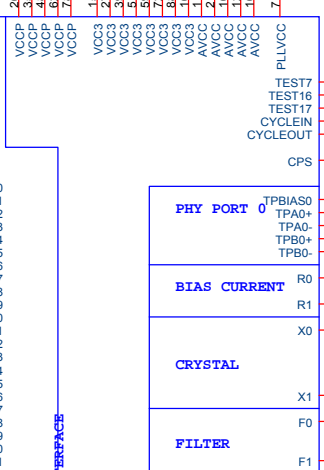 VCCP
VCCP
VCCP
VCCP
VCCP
VCC3
VCC3
VCC3
VCC3
VCC3
VCC3
VCC3
VCC3
AVCC
AVCC
AVCC
AVCC
AVCC
PLLVCC
TEST7
TEST16
TEST17
CYCLEIN
CYCLEOUT
CPS
PHY PORT 0
TPBIAS0
TPA0+
TPA0-
TPB0+
TPB0-
BIAS CURRENT
R0
R1
X0
CRYSTAL
X1
F0
FILTER
F1